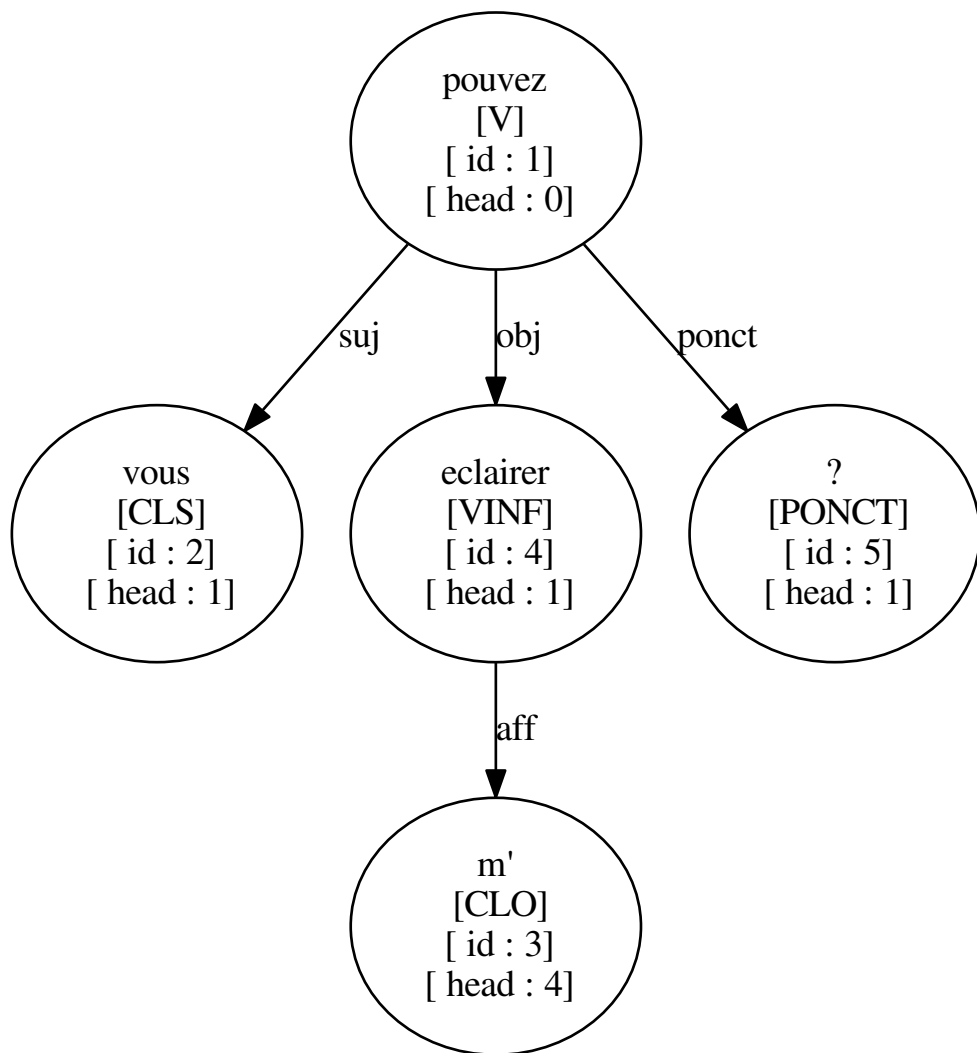 pouvez
[V]
[ id : 1]
[ head : 0]
suj
obj
ponct
vous
[CLS]
[ id : 2]
[ head : 1]
eclairer
[VINF]
[ id : 4]
[ head : 1]
?
[PONCT]
[ id : 5]
[ head : 1]
aff
m'
[CLO]
[ id : 3]
[ head : 4]